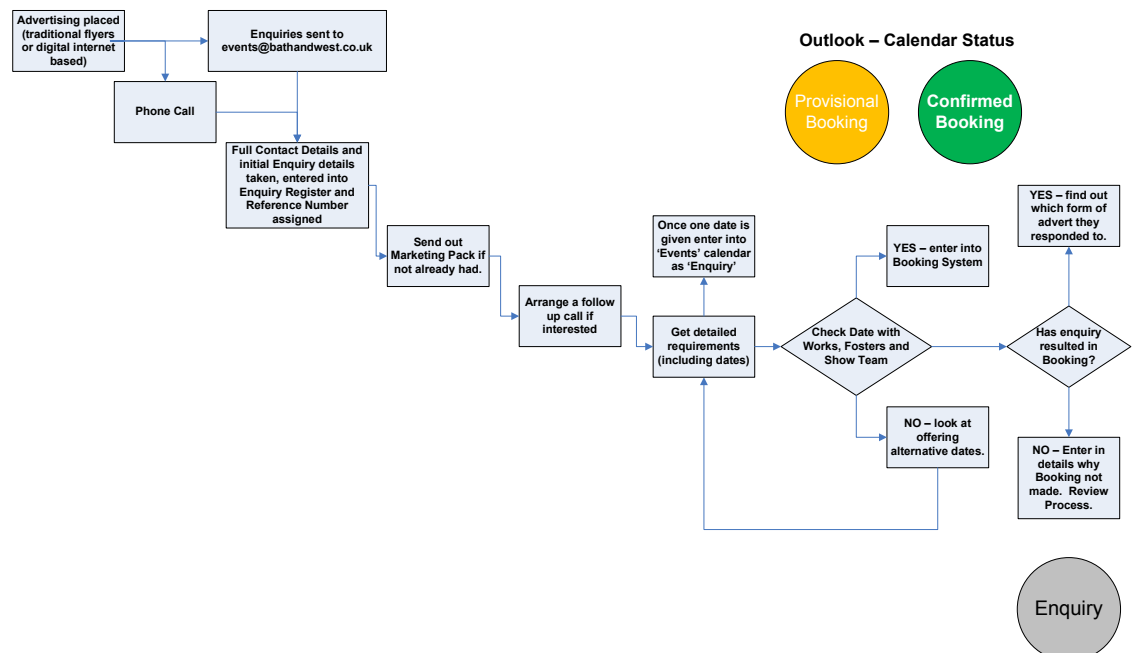 Advertising placed
(traditional flyers
or digital internet
based)
Enquiries sent to
events@bathandwest.co.uk
Phone Call
Full Contact Details and
initial Enquiry details
taken, entered into
Enquiry Register and
Reference Number
assigned
Send out
Marketing Pack if
not already had.
Arrange a follow
up call if
interested
Once one date is
given enter into
‘Events’ calendar
as ‘Enquiry’
Get detailed
requirements
(including dates)
Outlook – Calendar Status
Provisional
Booking
Confirmed
Booking
YES – enter into
Booking System
Check Date with
Works, Fosters and
Show Team
NO – look at
offering
alternative dates.
YES – find out
which form of
advert they
responded to.
Has enquiry
resulted in
Booking?
NO – Enter in
details why
Booking not
made.  Review
Process.
Enquiry